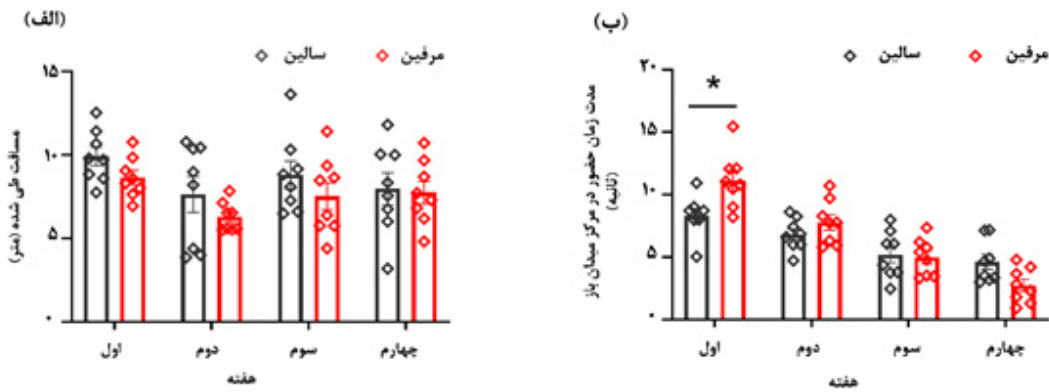 (الف)
سالین
مرفین
مسافت طی شده (متر)
۱۵
۱۰
۵
۰
اول
دوم
سوم
چهارم
هفته
(ب)
سالین
مرفین
*
مدت زمان حضور در مرکز میدان باز
(ثانیه)
۲۰
۱۵
۱۰
۵
۰
اول
دوم
سوم
چهارم
هفته